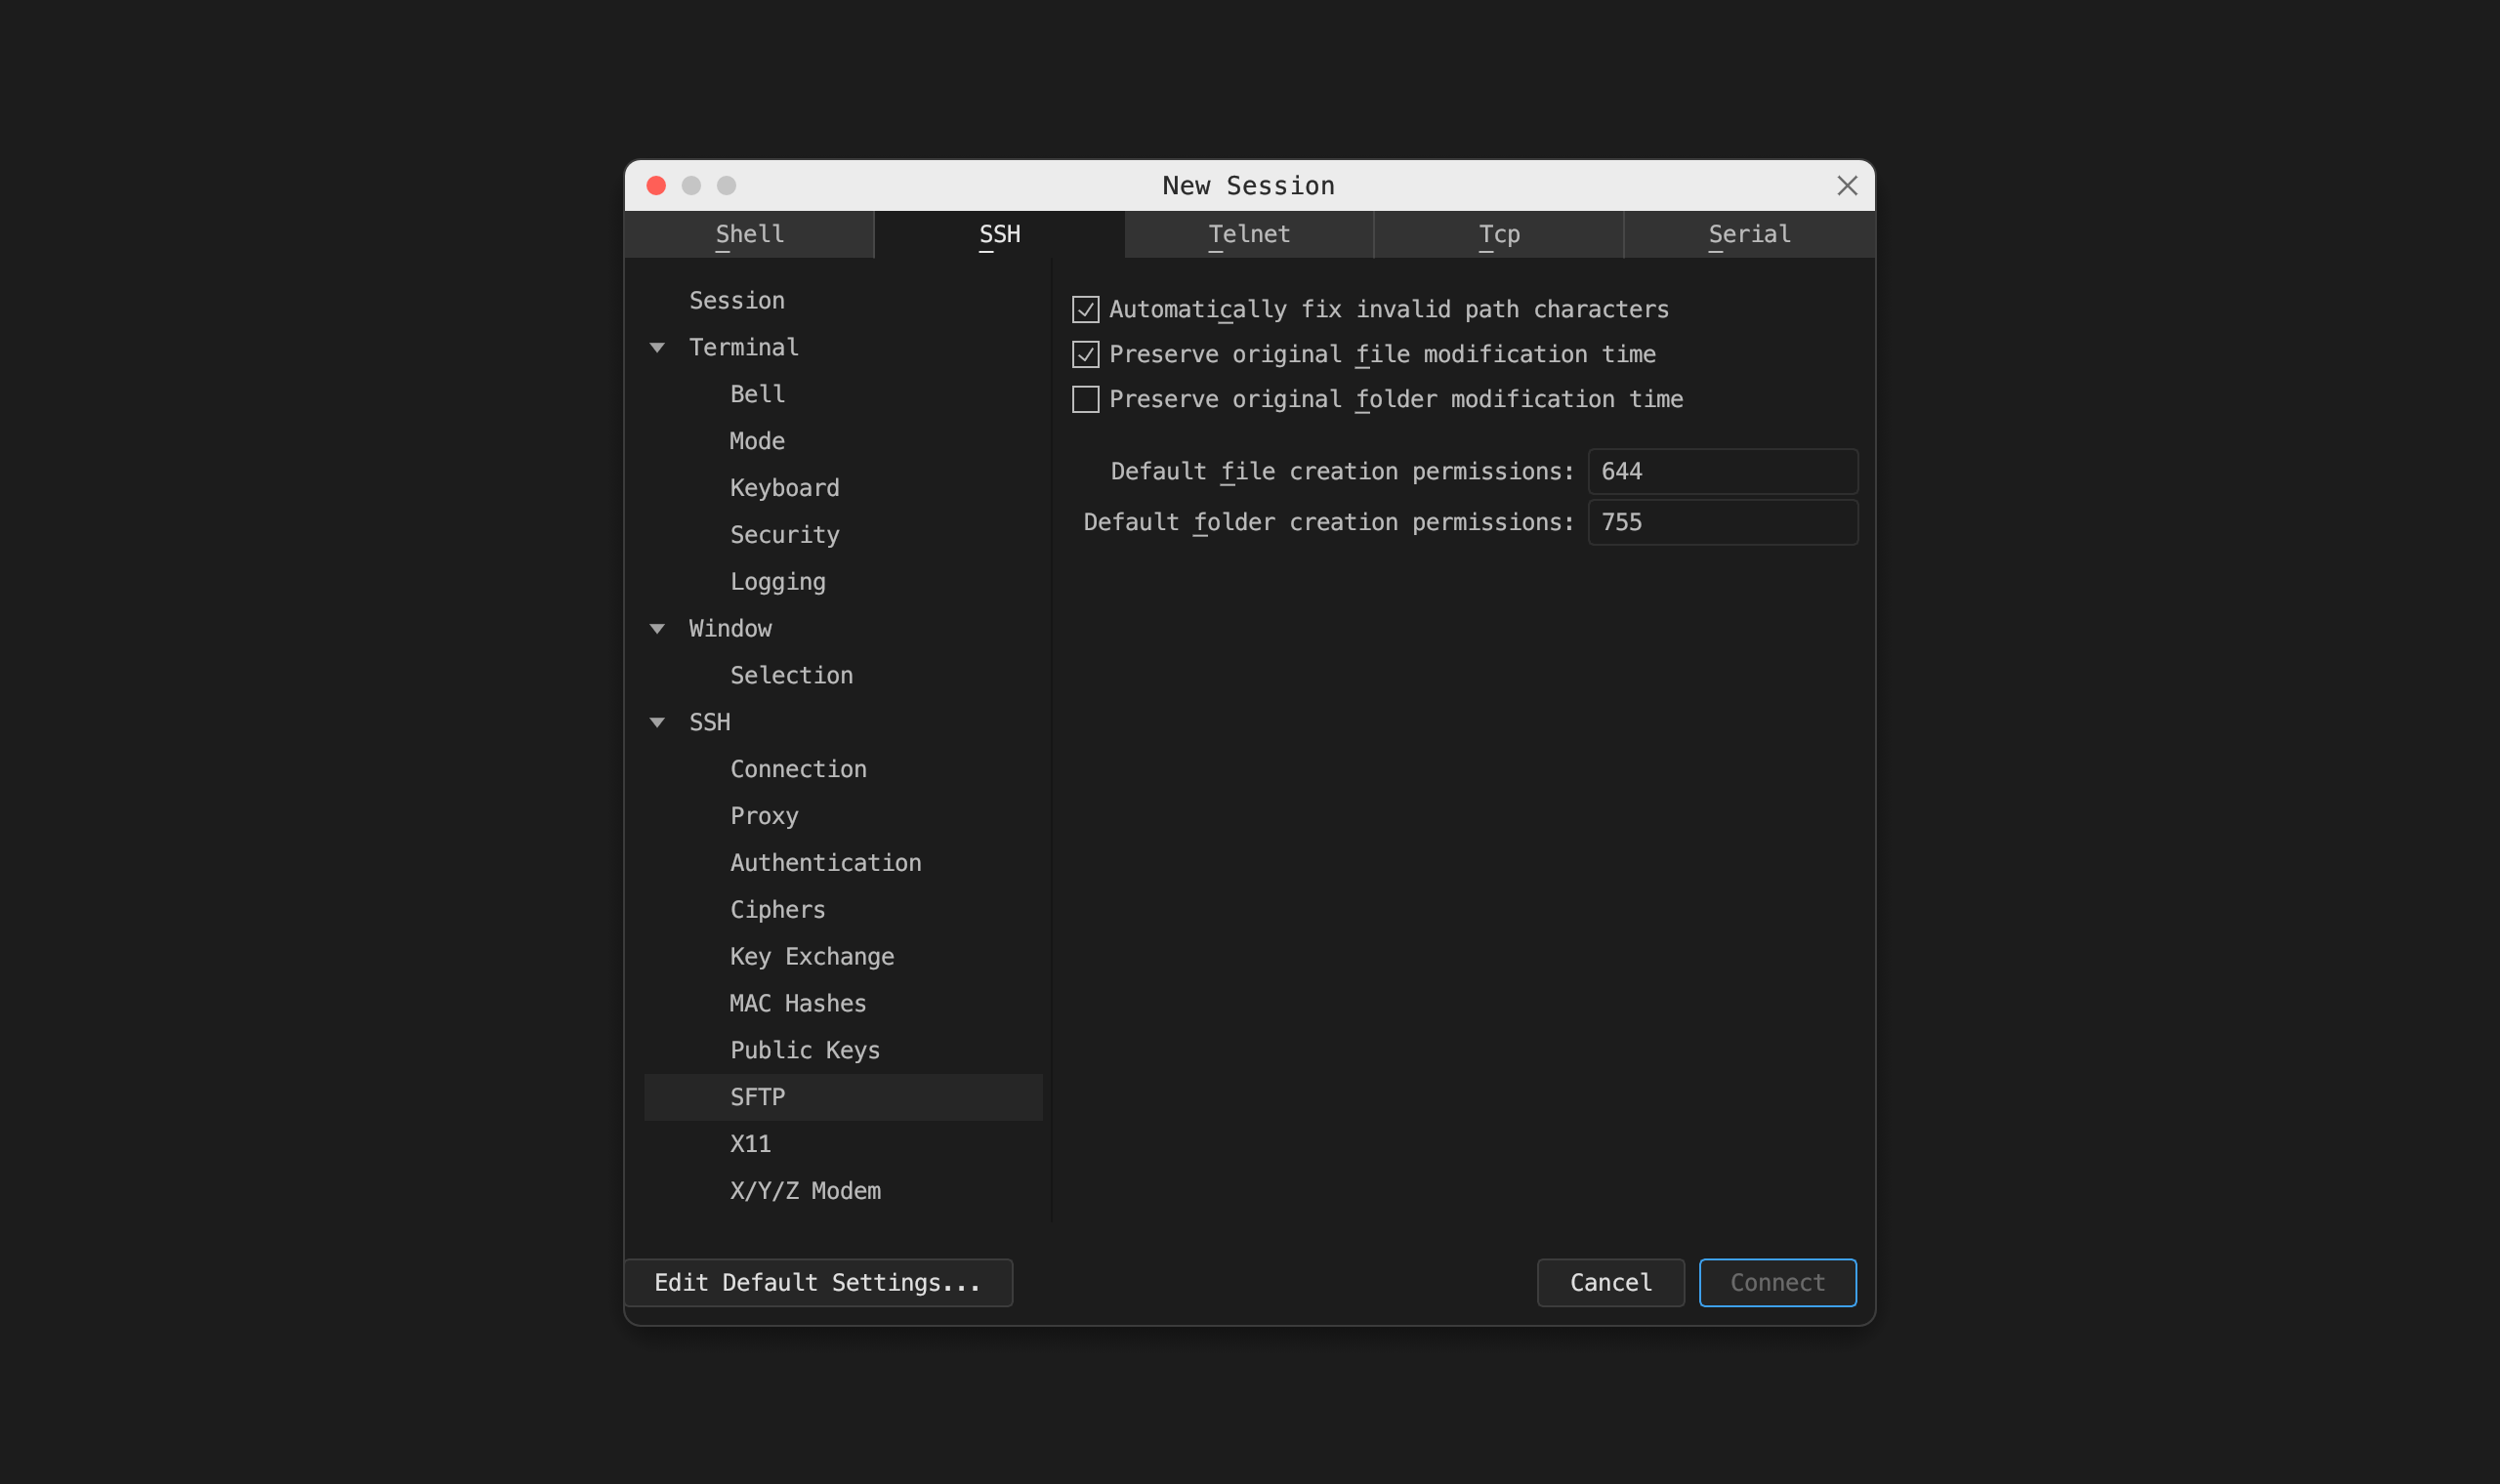 New Session
Shell SSH Telnet Tcp Serial
Session
Terminal
Bell
Mode
Keyboard
Security
Logging
Window
Selection
SSH
Connection
Proxy
Authentication
Ciphers
Key Exchange
MAC Hashes
Public Keys
SFTP
X11
X/Y/Z Modem
Automatically fix invalid path characters
Preserve original file modification time
Preserve original folder modification time
Default file creation permissions: 644
Default folder creation permissions: 755
Edit Default Settings... Cancel Connect